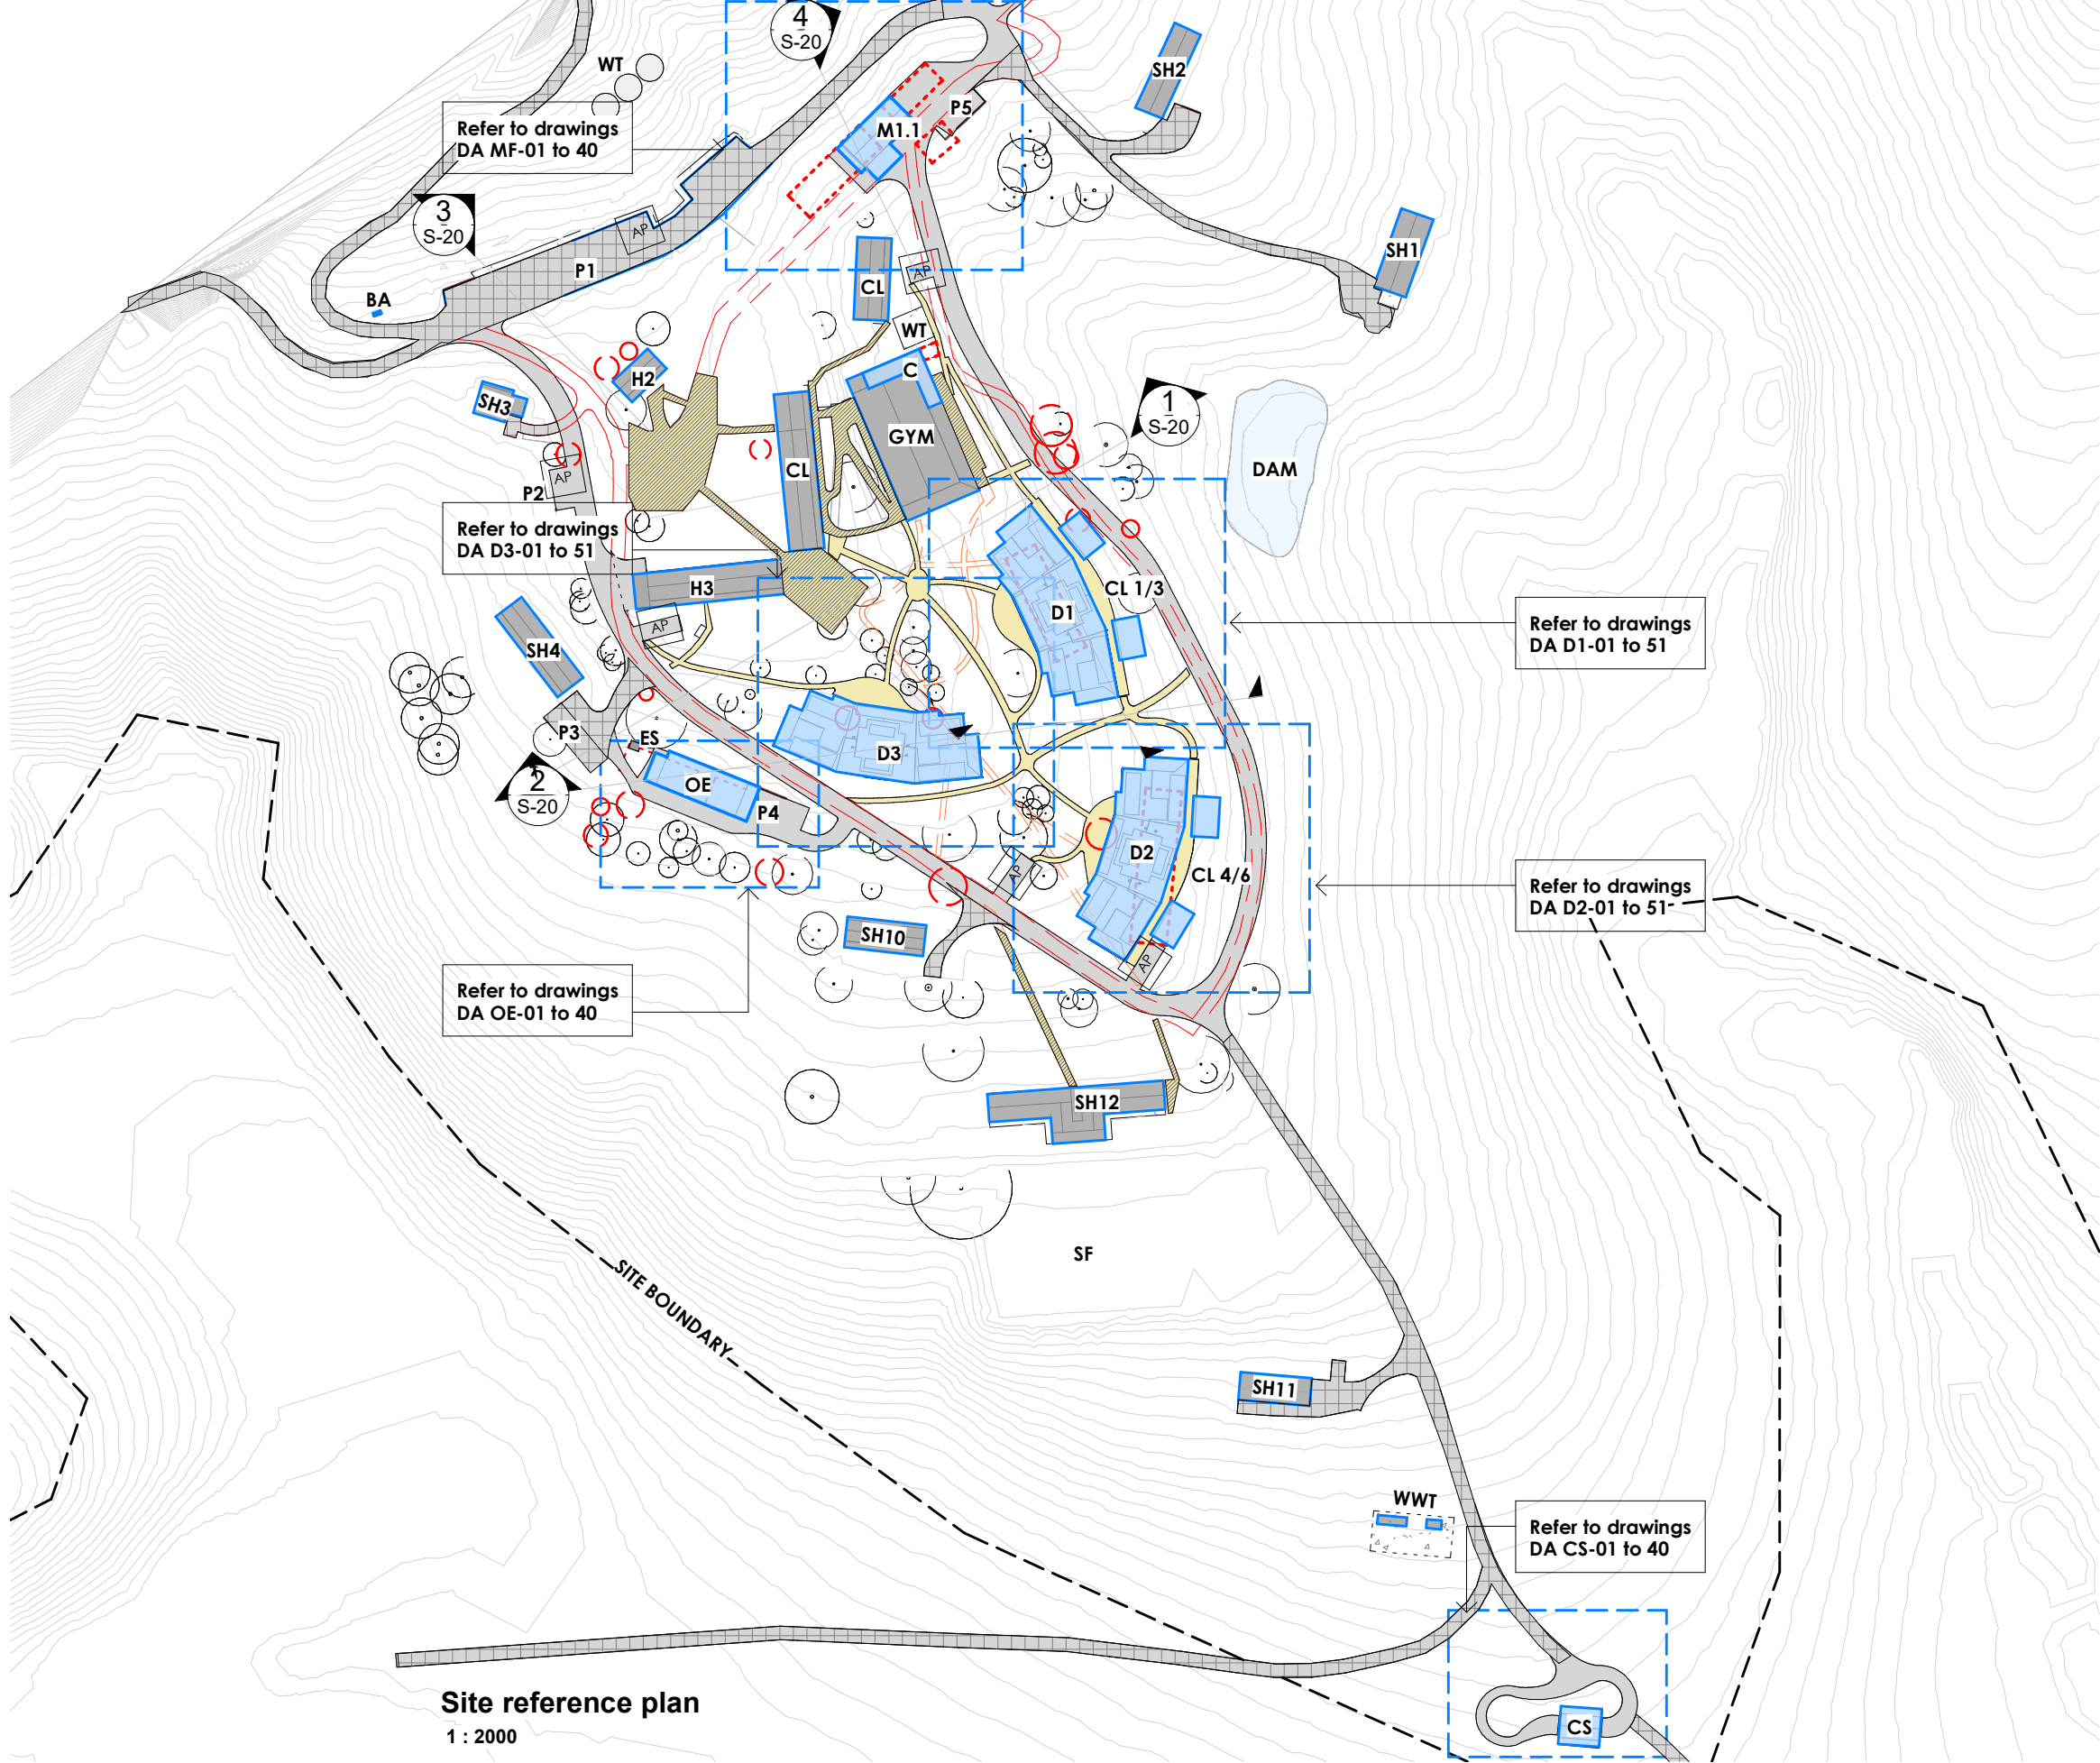 4
S-20
WT
SH2
P5
M1.1
Refer to drawings
DA MF-01 to 40
3
S-20
AP
SH1
P1
AP
CL
BA
WT
C
H2
SH3
1
S-20
GYM
CL
DAM
AP
P2
Refer to drawings
DA D3-01 to 51
H3
CL 1/3
D1
AP
Refer to drawings
DA D1-01 to 51
SH4
P3
ES
D3
OE
2
S-20
P4
D2
AP
CL 4/6
Refer to drawings
DA D2-01 to 51
SH10
AP
Refer to drawings
DA OE-01 to 40
SH12
SF
SITE BOUNDARY
SH11
WWT
Refer to drawings
DA CS-01 to 40
Site reference plan
1 : 2000
CS